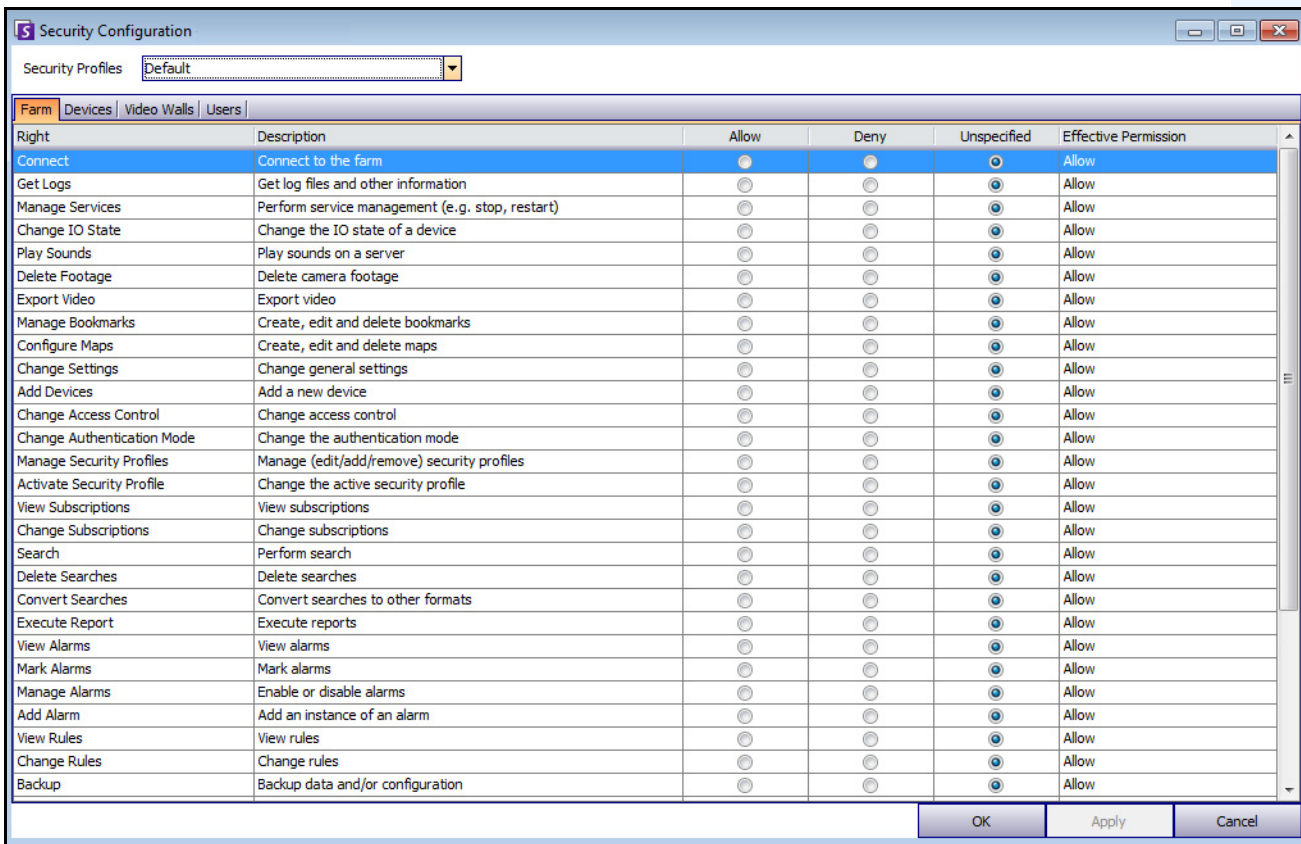 S Security Configuration
Security Profiles Default
Farm Devices Video Walls Users
Right Description Allow Deny Unspecified Effective Permission
Connect Connect to the farm Allow
Get Logs Get log files and other information Allow
Manage Services Perform service management (e.g. stop, restart) Allow
Change IO State Change the IO state of a device Allow
Play Sounds Play sounds on a server Allow
Delete Footage Delete camera footage Allow
Export Video Export video Allow
Manage Bookmarks Create, edit and delete bookmarks Allow
Configure Maps Create, edit and delete maps Allow
Change Settings Change general settings Allow
Add Devices Add a new device Allow
Change Access Control Change access control Allow
Change Authentication Mode Change the authentication mode Allow
Manage Security Profiles Manage (edit/add/remove) security profiles Allow
Activate Security Profile Change the active security profile Allow
View Subscriptions View subscriptions Allow
Change Subscriptions Change subscriptions Allow
Search Perform search Allow
Delete Searches Delete searches Allow
Convert Searches Convert searches to other formats Allow
Execute Report Execute reports Allow
View Alarms View alarms Allow
Mark Alarms Mark alarms Allow
Manage Alarms Enable or disable alarms Allow
Add Alarm Add an instance of an alarm Allow
View Rules View rules Allow
Change Rules Change rules Allow
Backup Backup data and/or configuration Allow
OK Apply Cancel